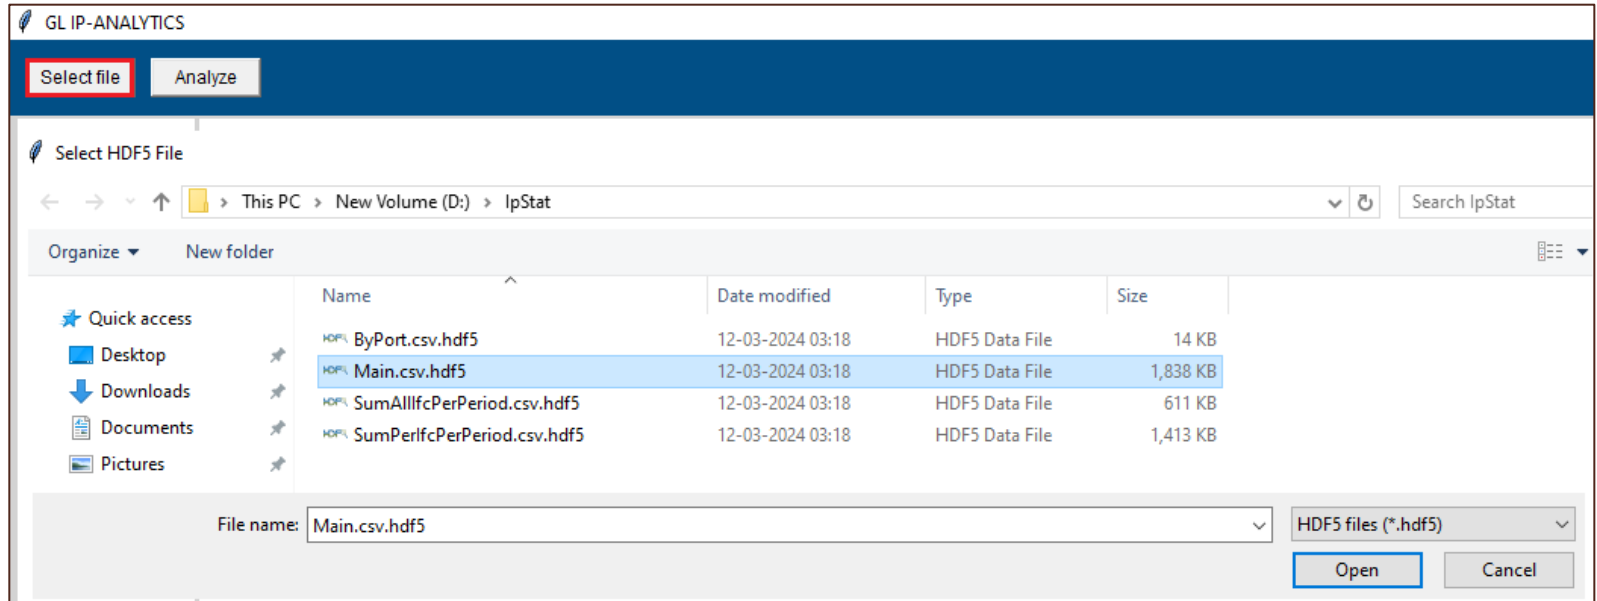 GL IP-ANALYTICS
Select file Analyze
Select HDF5 File
This PC > New Volume (D:) > IpStat Search IpStat
Organize New folder
Name Date modified Type Size
Quick access
Desktop
Downloads
Documents
Pictures
HDF ByPort.csv.hdf5 12-03-2024 03:18 HDF5 Data File 14 KB
HDF Main.csv.hdf5 12-03-2024 03:18 HDF5 Data File 1,838 KB
HDF SumAllIfcPerPeriod.csv.hdf5 12-03-2024 03:18 HDF5 Data File 611 KB
HDF SumPerIfcPerPeriod.csv.hdf5 12-03-2024 03:18 HDF5 Data File 1,413 KB
File name: Main.csv.hdf5 HDF5 files (*.hdf5)
Open Cancel